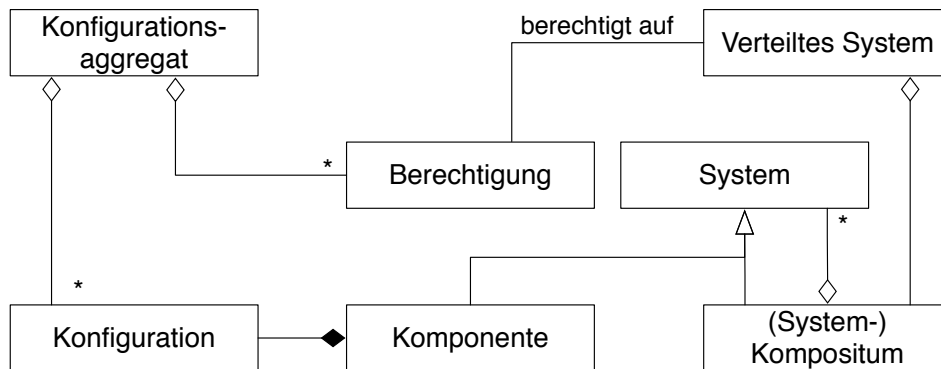 Konfigurations-
aggregat
berechtigt auf
Verteiltes System
*
Berechtigung
System
*
*
Konfiguration
Komponente
(System-)
Kompositum